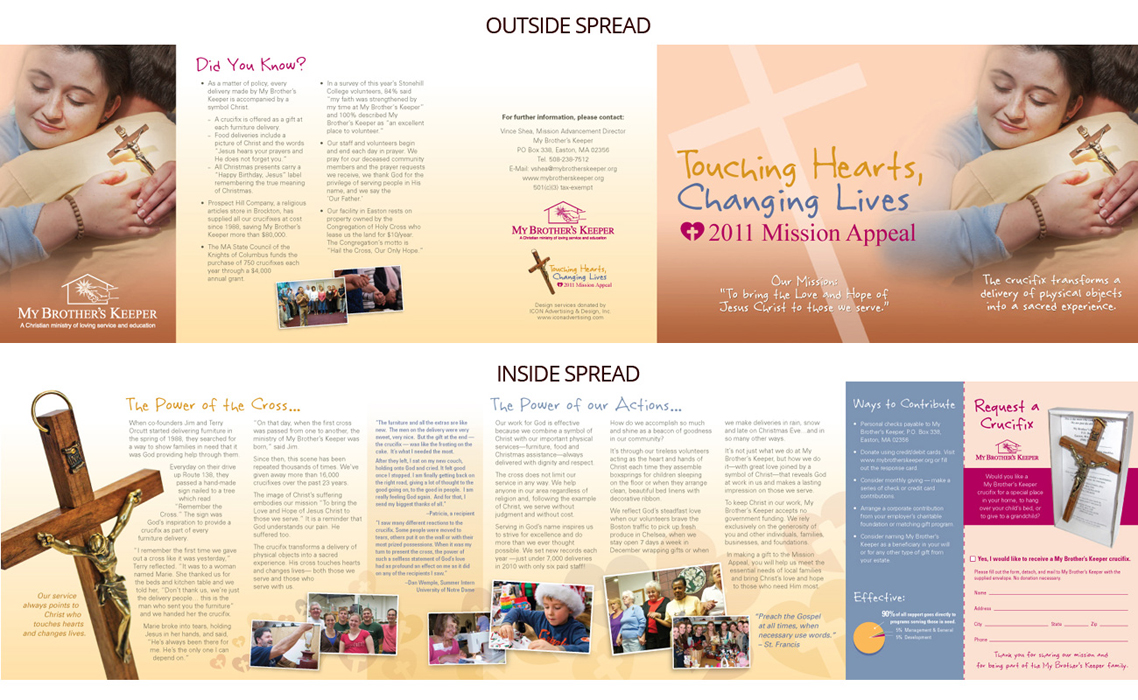 OUTSIDE SPREAD
MY BROTHER'S KEEPER
A Christian ministry of loving service and education
Did You Know?
• As a matter of policy, every
delivery made by My Brother's
Keeper is accompanied by a
symbol Christ.
- A crucifix is offered as a gift at
each furniture delivery.
- Food deliveries include a
picture of Christ and the words
"Jesus hears your prayers and
He does not forget you."
- All Christmas presents carry a
"Happy Birthday, Jesus" label
remembering the true meaning
of Christmas.
• Prospect Hill Company, a religious
articles store in Brockton, has
supplied all our crucifixes at cost
since 1988, saving My Brother's
Keeper more than $80,000.
• The MA State Council of the
Knights of Columbus funds the
purchase of 750 crucifixes each
year through a $4,000
annual grant.
• In a survey of this year's Stonehill
College volunteers, 84% said
"my faith was strengthened by
my time at My Brother's Keeper"
and 100% described My
Brother's Keeper as "an excellent
place to volunteer."
• Our staff and volunteers begin
and end each day in prayer. We
pray for our deceased community
members and the prayer requests
we receive, we thank God for the
privilege of serving people in His
name, and we say the
'Our Father.'
• Our facility in Easton rests on
property owned by the
Congregation of Holy Cross who
lease us the land for $10/year.
The Congregation's motto is
"Hail the Cross, Our Only Hope."
For further information, please contact:
Vince Shea, Mission Advancement Director
My Brother's Keeper
PO Box 338, Easton, MA 02356
Tel. 508-238-7512
E-Mail: vshea@mybrotherskeeper.org
www.mybrotherskeeper.org
501(c)(3) tax-exempt
MY BROTHER'S KEEPER
A Christian ministry of loving service and education
Touching Hearts,
Changing Lives
2011 Mission Appeal
Design services donated by
ICON Advertising & Design, Inc
www.iconadvertising.com
Touching Hearts,
Changing Lives
2011 Mission Appeal
Our Mission:
"To bring the Love and Hope of
Jesus Christ to those we serve."
The crucifix transforms a
delivery of physical objects
into a sacred experience.
INSIDE SPREAD
Our service
always points to
Christ who
touches hearts
and changes lives.
The Power of the Cross...
When co-founders Jim and Terry
Orcutt started delivering furniture in
the spring of 1988, they searched for
a way to show families in need that it
was God providing help through them.
Everyday on their drive
up Route 138, they
passed a hand-made
sign nailed to a tree
which read
"Remember the
Cross." The sign was
God's inspiration to provide a
crucifix as part of every
furniture delivery.
"I remember the first time we gave
out a cross like it was yesterday,"
Terry reflected. "It was to a woman
named Marie. She thanked us for
the beds and kitchen table and we
told her, "Don't thank us, we're just
the delivery people... this is the
man who sent you the furniture"
and we handed her the crucifix.
Marie broke into tears, holding
Jesus in her hands, and said,
"He's always been there for
me. He's the only one I can
depend on."
"On that day, when the first cross
was passed from one to another, the
ministry of My Brother's Keeper was
born," said Jim.
Since then, this scene has been
repeated thousands of times. We've
given away more than 16,000
crucifixes over the past 23 years.
The image of Christ's suffering
embodies our mission "To bring the
Love and Hope of Jesus Christ to
those we serve." It is a reminder that
God understands our pain. He
suffered too.
The crucifix transforms a delivery of
physical objects into a sacred
experience. His cross touches hearts
and changes lives—both those we
serve and those who
serve with us.
"The furniture and all the extras are like
new. The men on the delivery were very
sweet, very nice. But the gift at the end —
the crucifix — was like the frosting on the
cake. It's what I needed the most.
After they left, I sat on my new couch,
holding onto God and cried. It felt good
once I stopped. I am finally getting back on
the right road, giving a lot of thought to the
good going on, to the good in people. I am
really feeling God again. And for that, I
need my biggest thanks of all."
-Patricia, a recipient
"I saw many different reactions to the
crucifix. Some people were moved to
tears, others put it on the wall or with their
most prized possessions. When it was my
turn to present the cross, the power of
such a selfless statement of God's love
had as profound an effect on me as it did
on any of the recipients I saw."
-Dan Wemple, Summer Intern
University of Notre Dame
The Power of our Actions...
Our work for God is effective
because we combine a symbol of
Christ with our important physical
services—furniture, food and
Christmas assistance—always
delivered with dignity and respect.
The cross does not limit our
service in any way. We help
anyone in our area regardless of
religion and, following the example
of Christ, we serve without
judgment and without cost.
Serving in God's name inspires us
to strive for excellence and do
more than we ever thought
possible. We set new records each
year —just under 7,000 deliveries
in 2010 with only six paid staff!
How do we accomplish so much
and shine as a beacon of goodness
in our community?
It's through our tireless volunteers
acting as the heart and hands of
Christ each time they assemble
boxsprings for children sleeping
on the floor or when they arrange
clean, beautiful bed linens with
decorative ribbon.
We reflect God's steadfast love
when our volunteers brave the
Boston traffic to pick up fresh
produce in Chelsea, when we
stay open 7 days a week in
December wrapping gifts or when
we make deliveries in rain, snow
and late on Christmas Eve...and in
so many other ways.
It's not just what we do at My
Brother's Keeper, but how we do
it—with great love joined by a
symbol of Christ—that reveals God
at work in us and makes a lasting
impression on those we serve.
To keep Christ in our work, My
Brother's Keeper accepts no
government funding. We rely
exclusively on the generosity of
you and other individuals, families,
businesses, and foundations.
In making a gift to the Mission
Appeal, you will help us meet the
essential needs of local families
and bring Christ's love and hope
to those who need Him most.
"Preach the Gospel
at all times, when
necessary use words."
– St. Francis
Ways to Contribute
• Personal checks payable to My
Brother's Keeper, P.O. Box 338,
Easton, MA 02356
• Donate using credit/debit cards. Visit
www.mybrotherskeeper.org or fill
out the response card.
• Consider monthly giving — make a
series of check or credit card
contributions.
• Arrange a corporate contribution
from your employer's charitable
foundation or matching gift program.
• Consider naming My Brother's
Keeper as a beneficiary in your will
or for any other type of gift from
your estate.
Effective:
90% of all support goes directly to
programs serving those in need.
5% Management & General
5% Development
Request a
Crucifix
MY BROTHER'S KEEPER
Would you like a
My Brother's Keeper
crucifix for a special place
in your home, to hang
over your child's bed, or
to give to a grandchild?
Yes, I would like to receive a My Brother's Keeper crucifix.
Please fill out the form, detach, and mail to My Brother's Keeper with the
supplied envelope. No donation necessary.
Name
Address
City State Zip
Phone
Thank you for sharing our mission and
for being part of the My Brother's Keeper family.